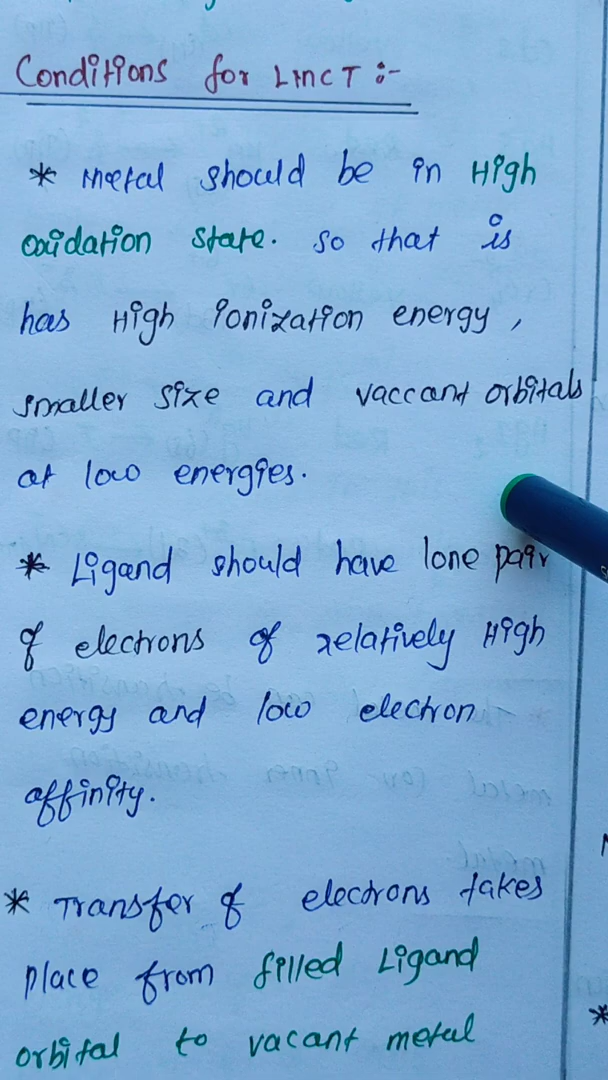 Conditions for LMCT :-
* Metal should be in High
oxidation state. so that is
has High ionization energy,
smaller size and vaccant orbitals
at low energies.
* Ligand should have lone pair
of electrons of relatively High
energy and low electron
affinity.
* Transfer of electrons takes
place from filled Ligand
orbital to vacant metal
*